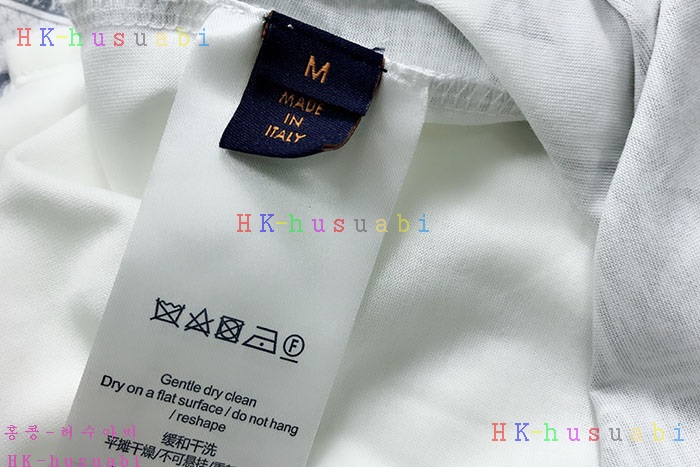 HK-husuabi
M
MADE
IN
ITALY
HK-husuabi
Gentle dry clean
Dry on a flat surface / do not hang
/ reshape
缓和干洗
平摊干燥/不可悬挂/
홍콩-허수아비
HK-husuabi
HK-husuabi